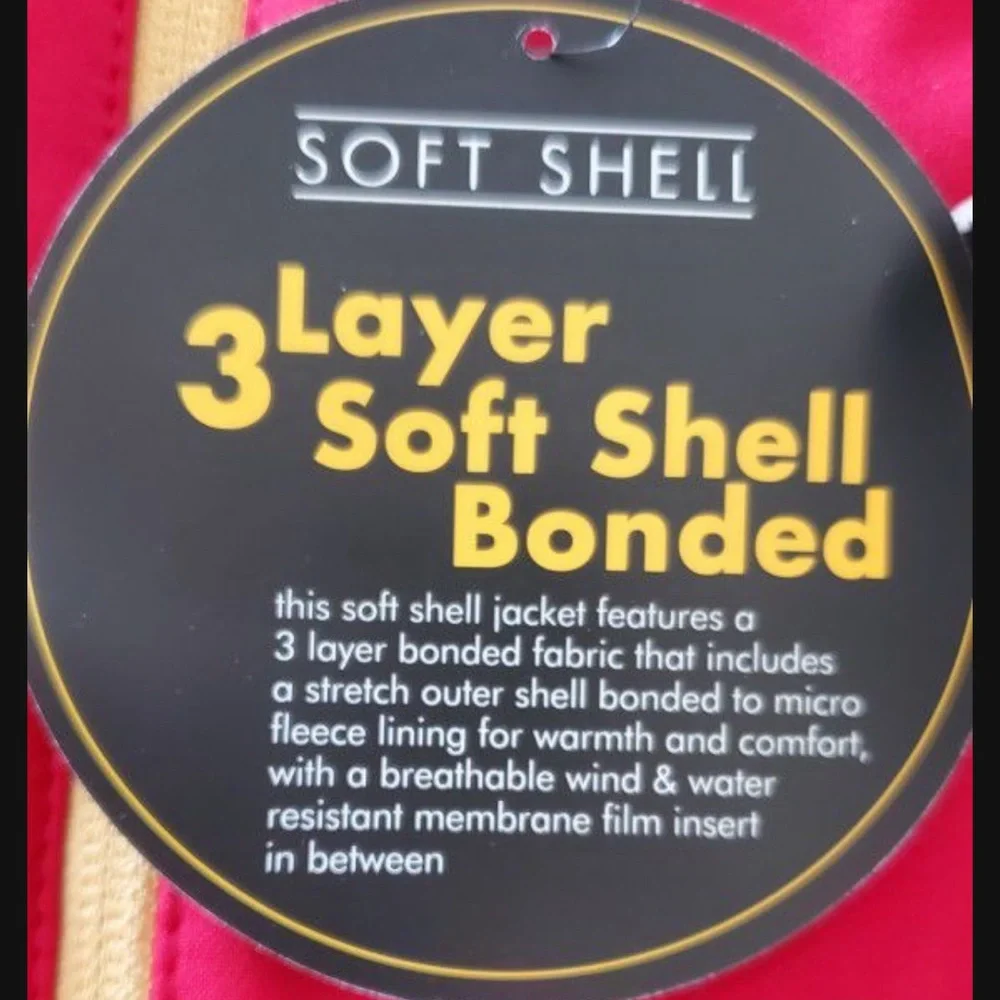 SOFT SHELL
3 Layer
Soft Shell
Bonded
this soft shell jacket features a
3 layer bonded fabric that includes
a stretch outer shell bonded to micro
fleece lining for warmth and comfort,
with a breathable wind & water
resistant membrane film insert
in between